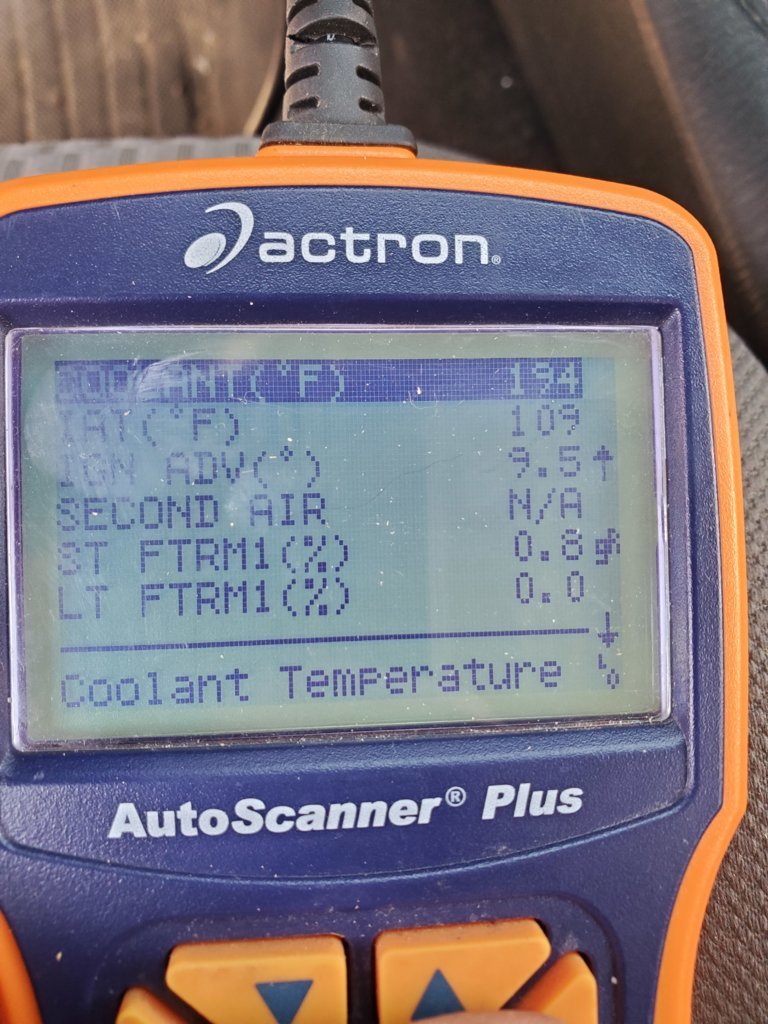 actron®
COOLANT(°F) 194
IAT(°F) 109
IGN ADV(°) 9.5
SECOND AIR N/A
ST FTRM1(%) 0.8
LT FTRM1(%) 0.0
Coolant Temperature
AutoScanner® Plus